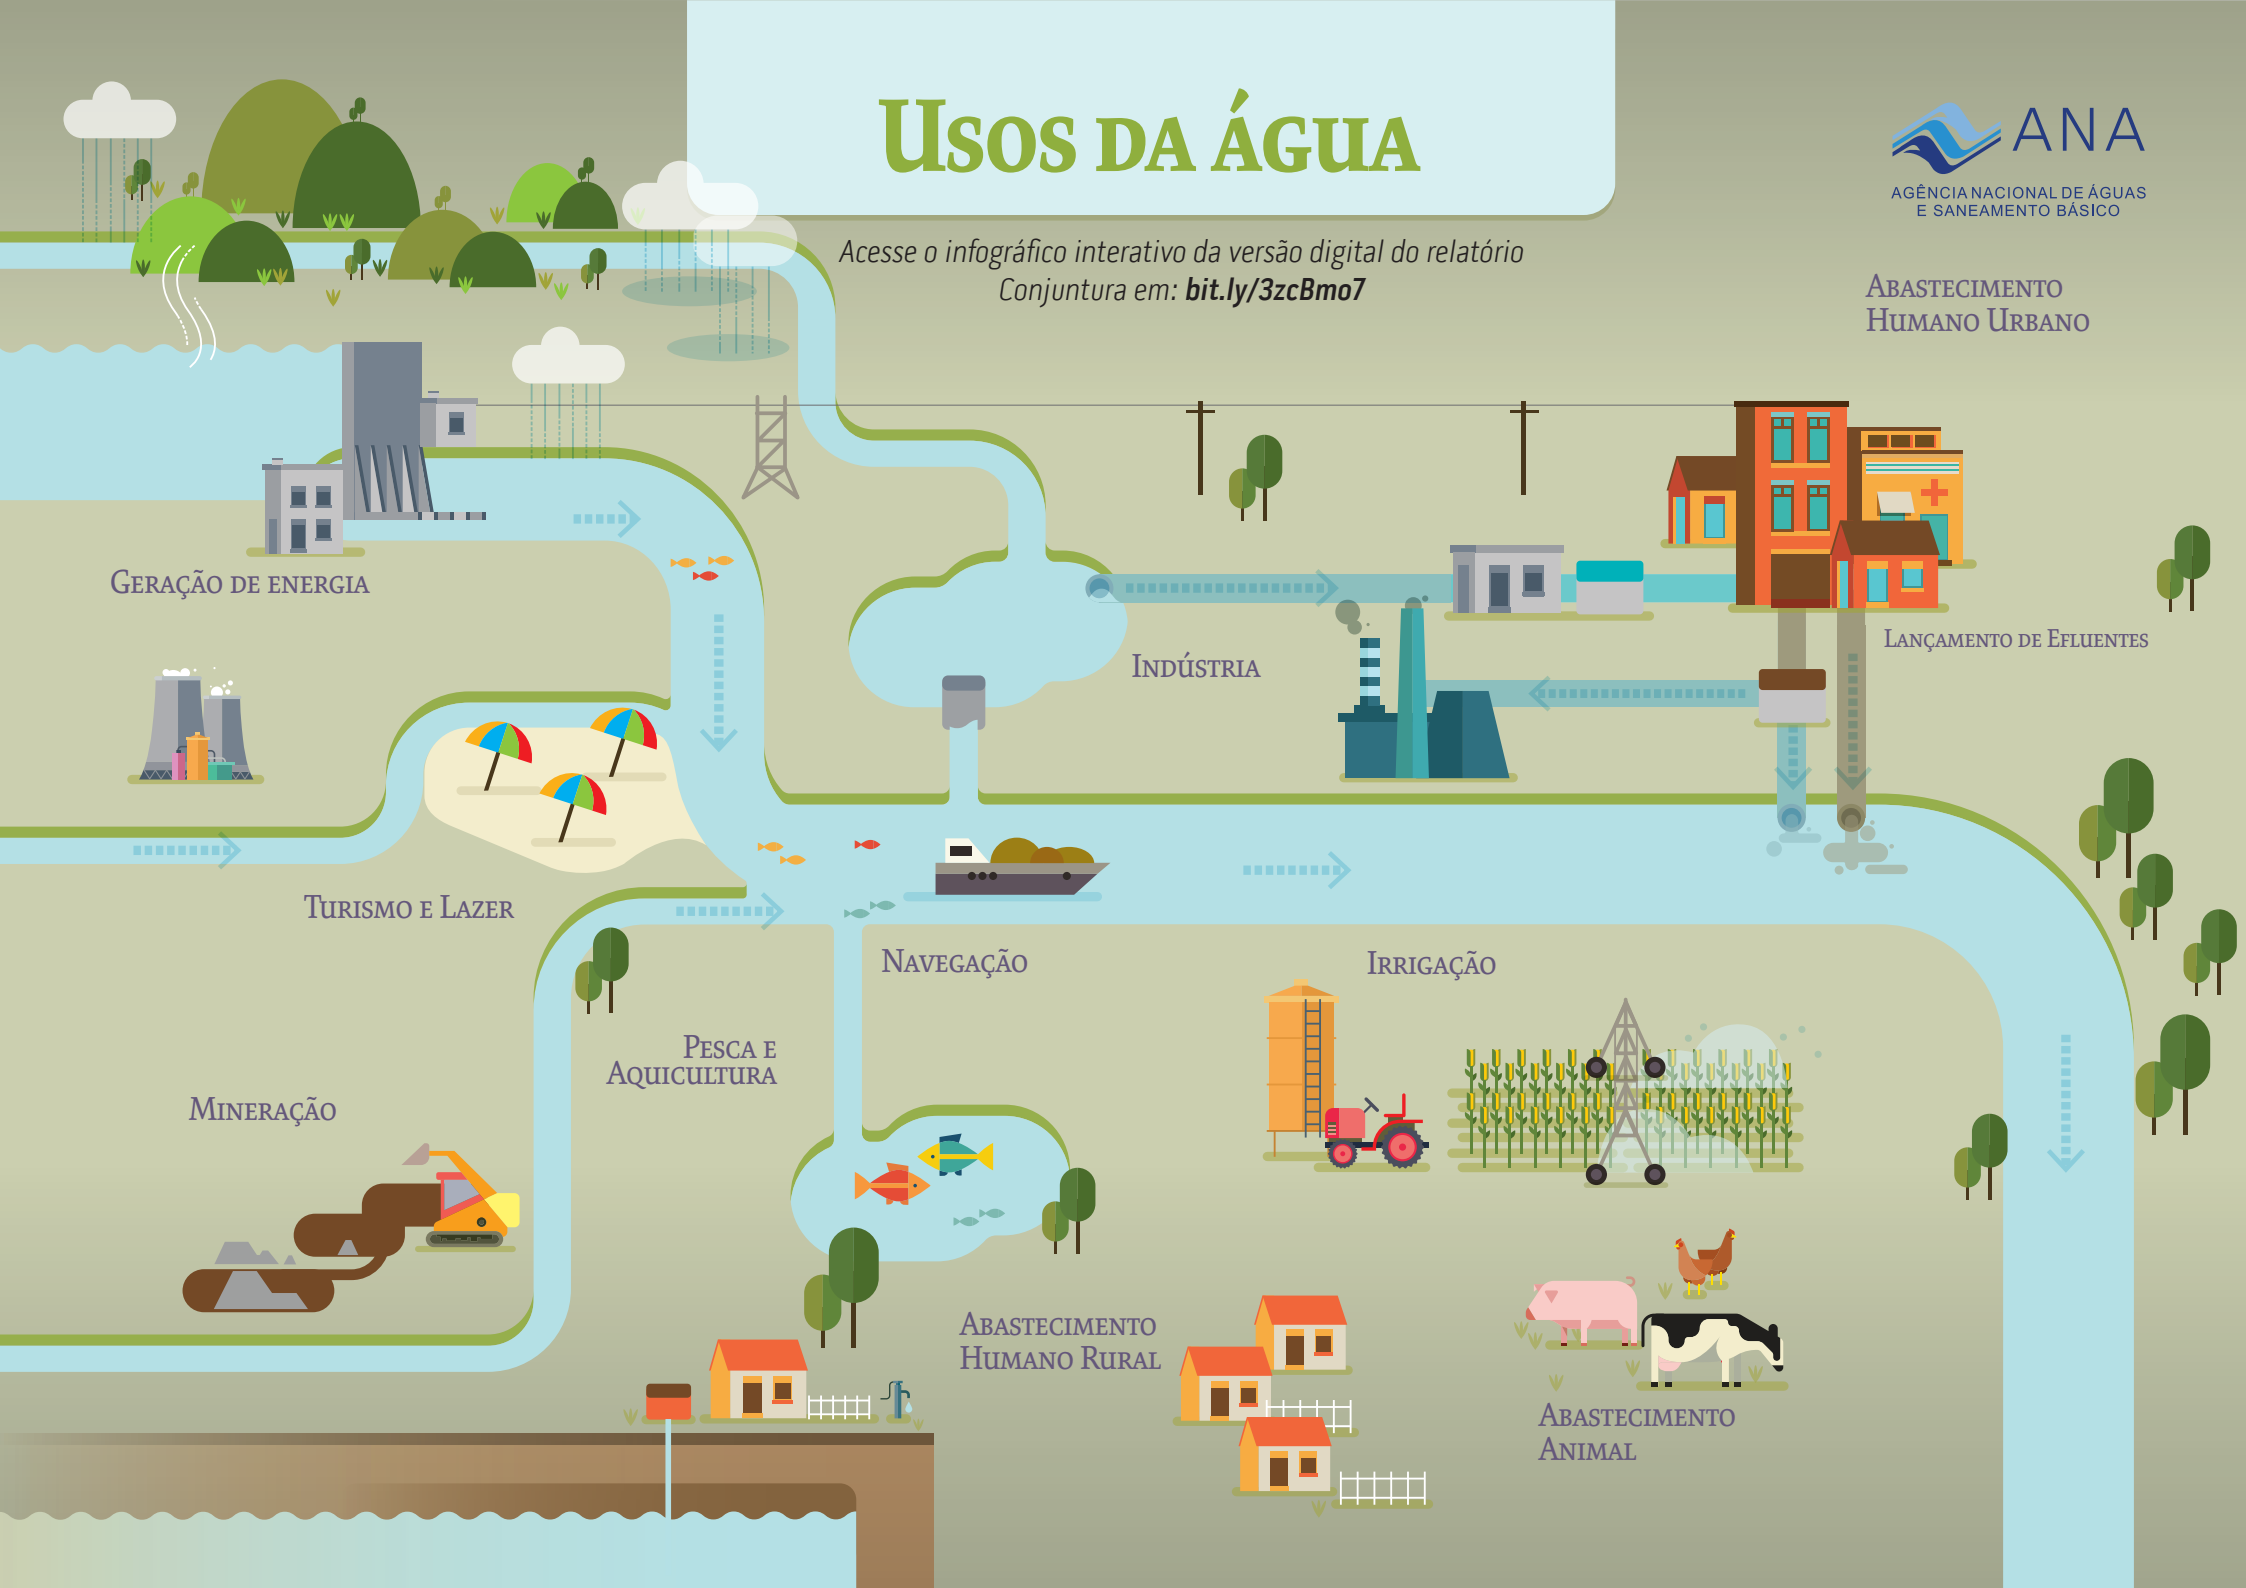 Usos da água
ANA
AGÊNCIA NACIONAL DE ÁGUAS
E SANEAMENTO BÁSICO
Acesse o infográfico interativo da versão digital do relatório
Conjuntura em: bit.ly/3zcBmo7
Abastecimento
Humano Urbano
Geração de energia
Lançamento de Efluentes
Indústria
Turismo e Lazer
Navegação
Irrigação
Pesca e
Aquicultura
Mineração
Abastecimento
Humano Rural
Abastecimento
Animal